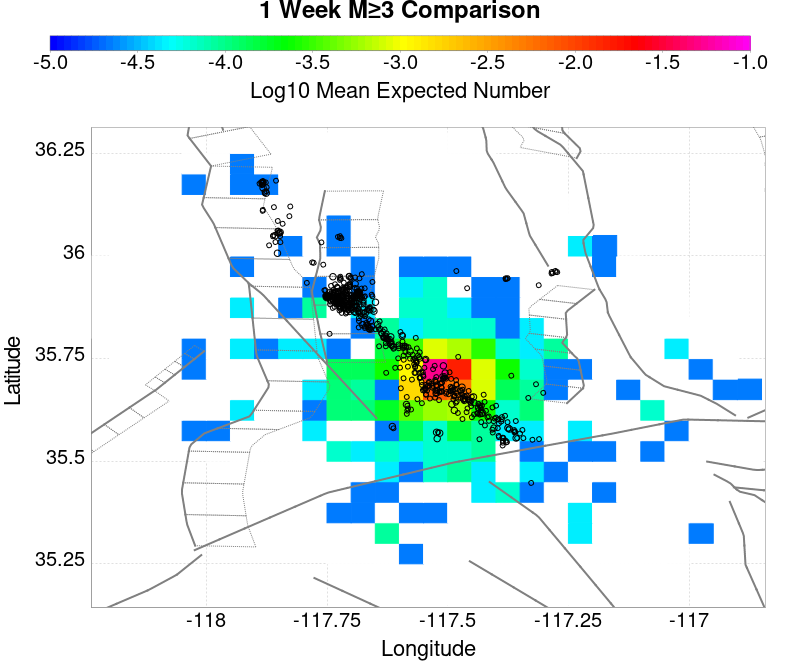 1 Week M≥3 Comparison
-5.0 -4.5 -4.0 -3.5 -3.0 -2.5 -2.0 -1.5 -1.0
Log10 Mean Expected Number
36.25
36
35.75
35.5
35.25
Latitude
-118 -117.75 -117.5 -117.25 -117
Longitude